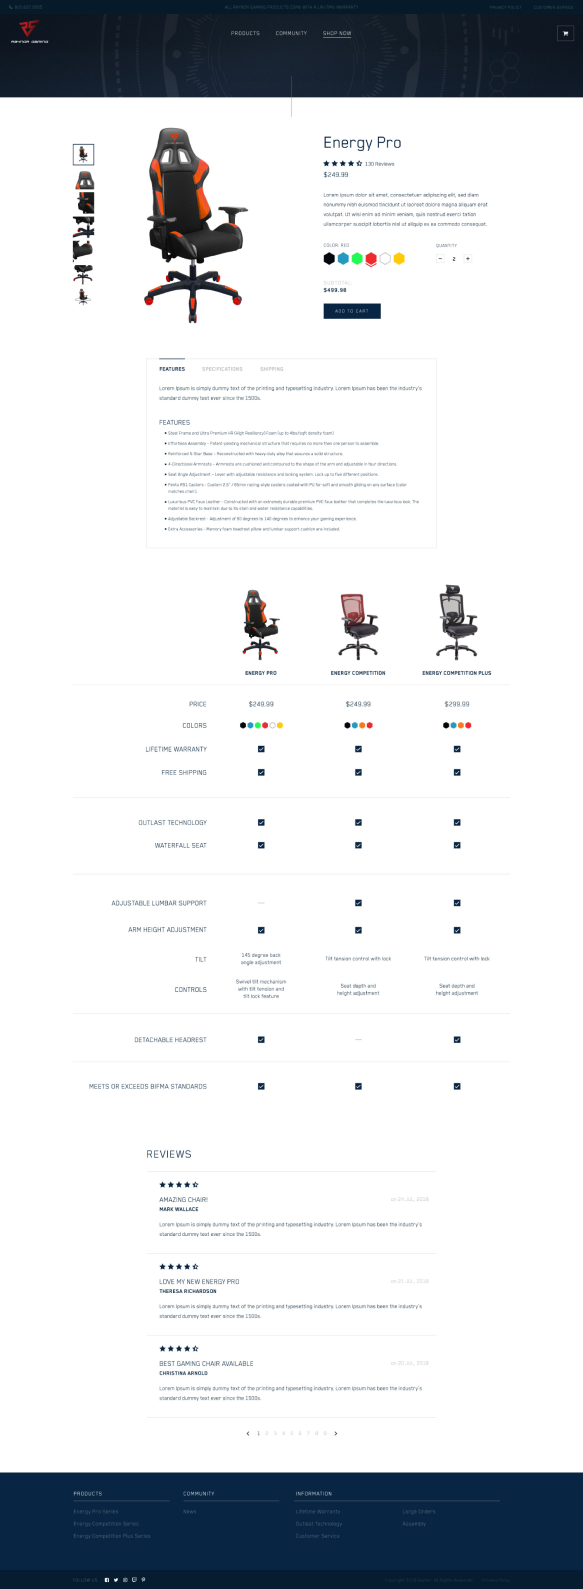 ALL RAYNOR GAMING PRODUCTS COME WITH A LIFETIME WARRANTY
PRIVACY POLICY
CUSTOMER SERVICE
RAYNOR GAMING
PRODUCTS
COMMUNITY
SHOP NOW
Energy Pro
130 Reviews
$249.99
Lorem ipsum dolor sit amet, consectetuer adipiscing elit, sed diam
nonummy nibh euismod tincidunt ut laoreet dolore magna aliquam erat
volutpat. Ut wisi enim ad minim veniam, quis nostrud exerci tation
ullamcorper suscipit lobortis nisl ut aliquip ex ea commodo consequat.
COLOR: RED
QUANTITY
2
SUBTOTAL
$499.98
ADD TO CART
FEATURES
SPECIFICATIONS
SHIPPING
Lorem Ipsum is simply dummy text of the printing and typesetting industry. Lorem Ipsum has been the industry's
standard dummy text ever since the 1500s.
FEATURES
Steel Frame and Ultra Premium HR (High Resiliency) Foam (up to 4lbs/cqft density foam)
Effortless Assembly - Patent-pending mechanical structure that requires no more than one person to assemble.
Reinforced 5-Star Base - Reconstructed with heavy duty alloy that assures a solid structure.
4-Directional Armrests - Armrests are cushioned and contoured to the shape of the arm and adjustable in four directions.
Seat Angle Adjustment - Lever with adjustable resistance and locking system. Lock up to five different positions.
Casters - Custom 2.5" / 65mm racing-style casters coated with PU for soft and smooth gliding on any surface (caster
matches chair).
Luxurious PVC Faux Leather - Constructed with an extremely durable premium PVC faux leather that completes the luxurious look. The
material is easy to maintain due to its stain and water resistance capabilities.
Adjustable Backrest - Adjustment of 90 degrees to 140 degrees to enhance your gaming experience.
Extra Accessories - Memory foam headrest pillow and lumbar support cushion are included.
ENERGY PRO
ENERGY COMPETITION
ENERGY COMPETITION PLUS
PRICE
$249.99
$249.99
$299.99
COLORS
LIFETIME WARRANTY
FREE SHIPPING
OUTLAST TECHNOLOGY
WATERFALL SEAT
ADJUSTABLE LUMBAR SUPPORT
ARM HEIGHT ADJUSTMENT
TILT
145 degree back
angle adjustment
Tilt tension control with lock
Tilt tension control with lock
CONTROLS
Swivel tilt mechanism
with tilt tension and
tilt lock feature
Seat depth and
height adjustment
Seat depth and
height adjustment
DETACHABLE HEADREST
MEETS OR EXCEEDS BIFMA STANDARDS
REVIEWS
AMAZING CHAIR!
on 24 JUL, 2018
MARK WALLACE
Lorem Ipsum is simply dummy text of the printing and typesetting industry. Lorem Ipsum has been the industry's
standard dummy text ever since the 1500s.
LOVE MY NEW ENERGY PRO
on 21 JUL, 2018
THERESA RICHARDSON
Lorem Ipsum is simply dummy text of the printing and typesetting industry. Lorem Ipsum has been the industry's
standard dummy text ever since the 1500s.
BEST GAMING CHAIR AVAILABLE
on 20 JUL, 2018
CHRISTINA ARNOLD
Lorem Ipsum is simply dummy text of the printing and typesetting industry. Lorem Ipsum has been the industry's
standard dummy text ever since the 1500s.
1 2 3 4 5 6 7 8 9
PRODUCTS
COMMUNITY
INFORMATION
Energy Pro Series
News
Lifetime Warranty
Large Orders
Energy Competition Series
Outlast Technology
Assembly
Energy Competition Plus Series
Customer Service
FOLLOW US
Privacy Policy